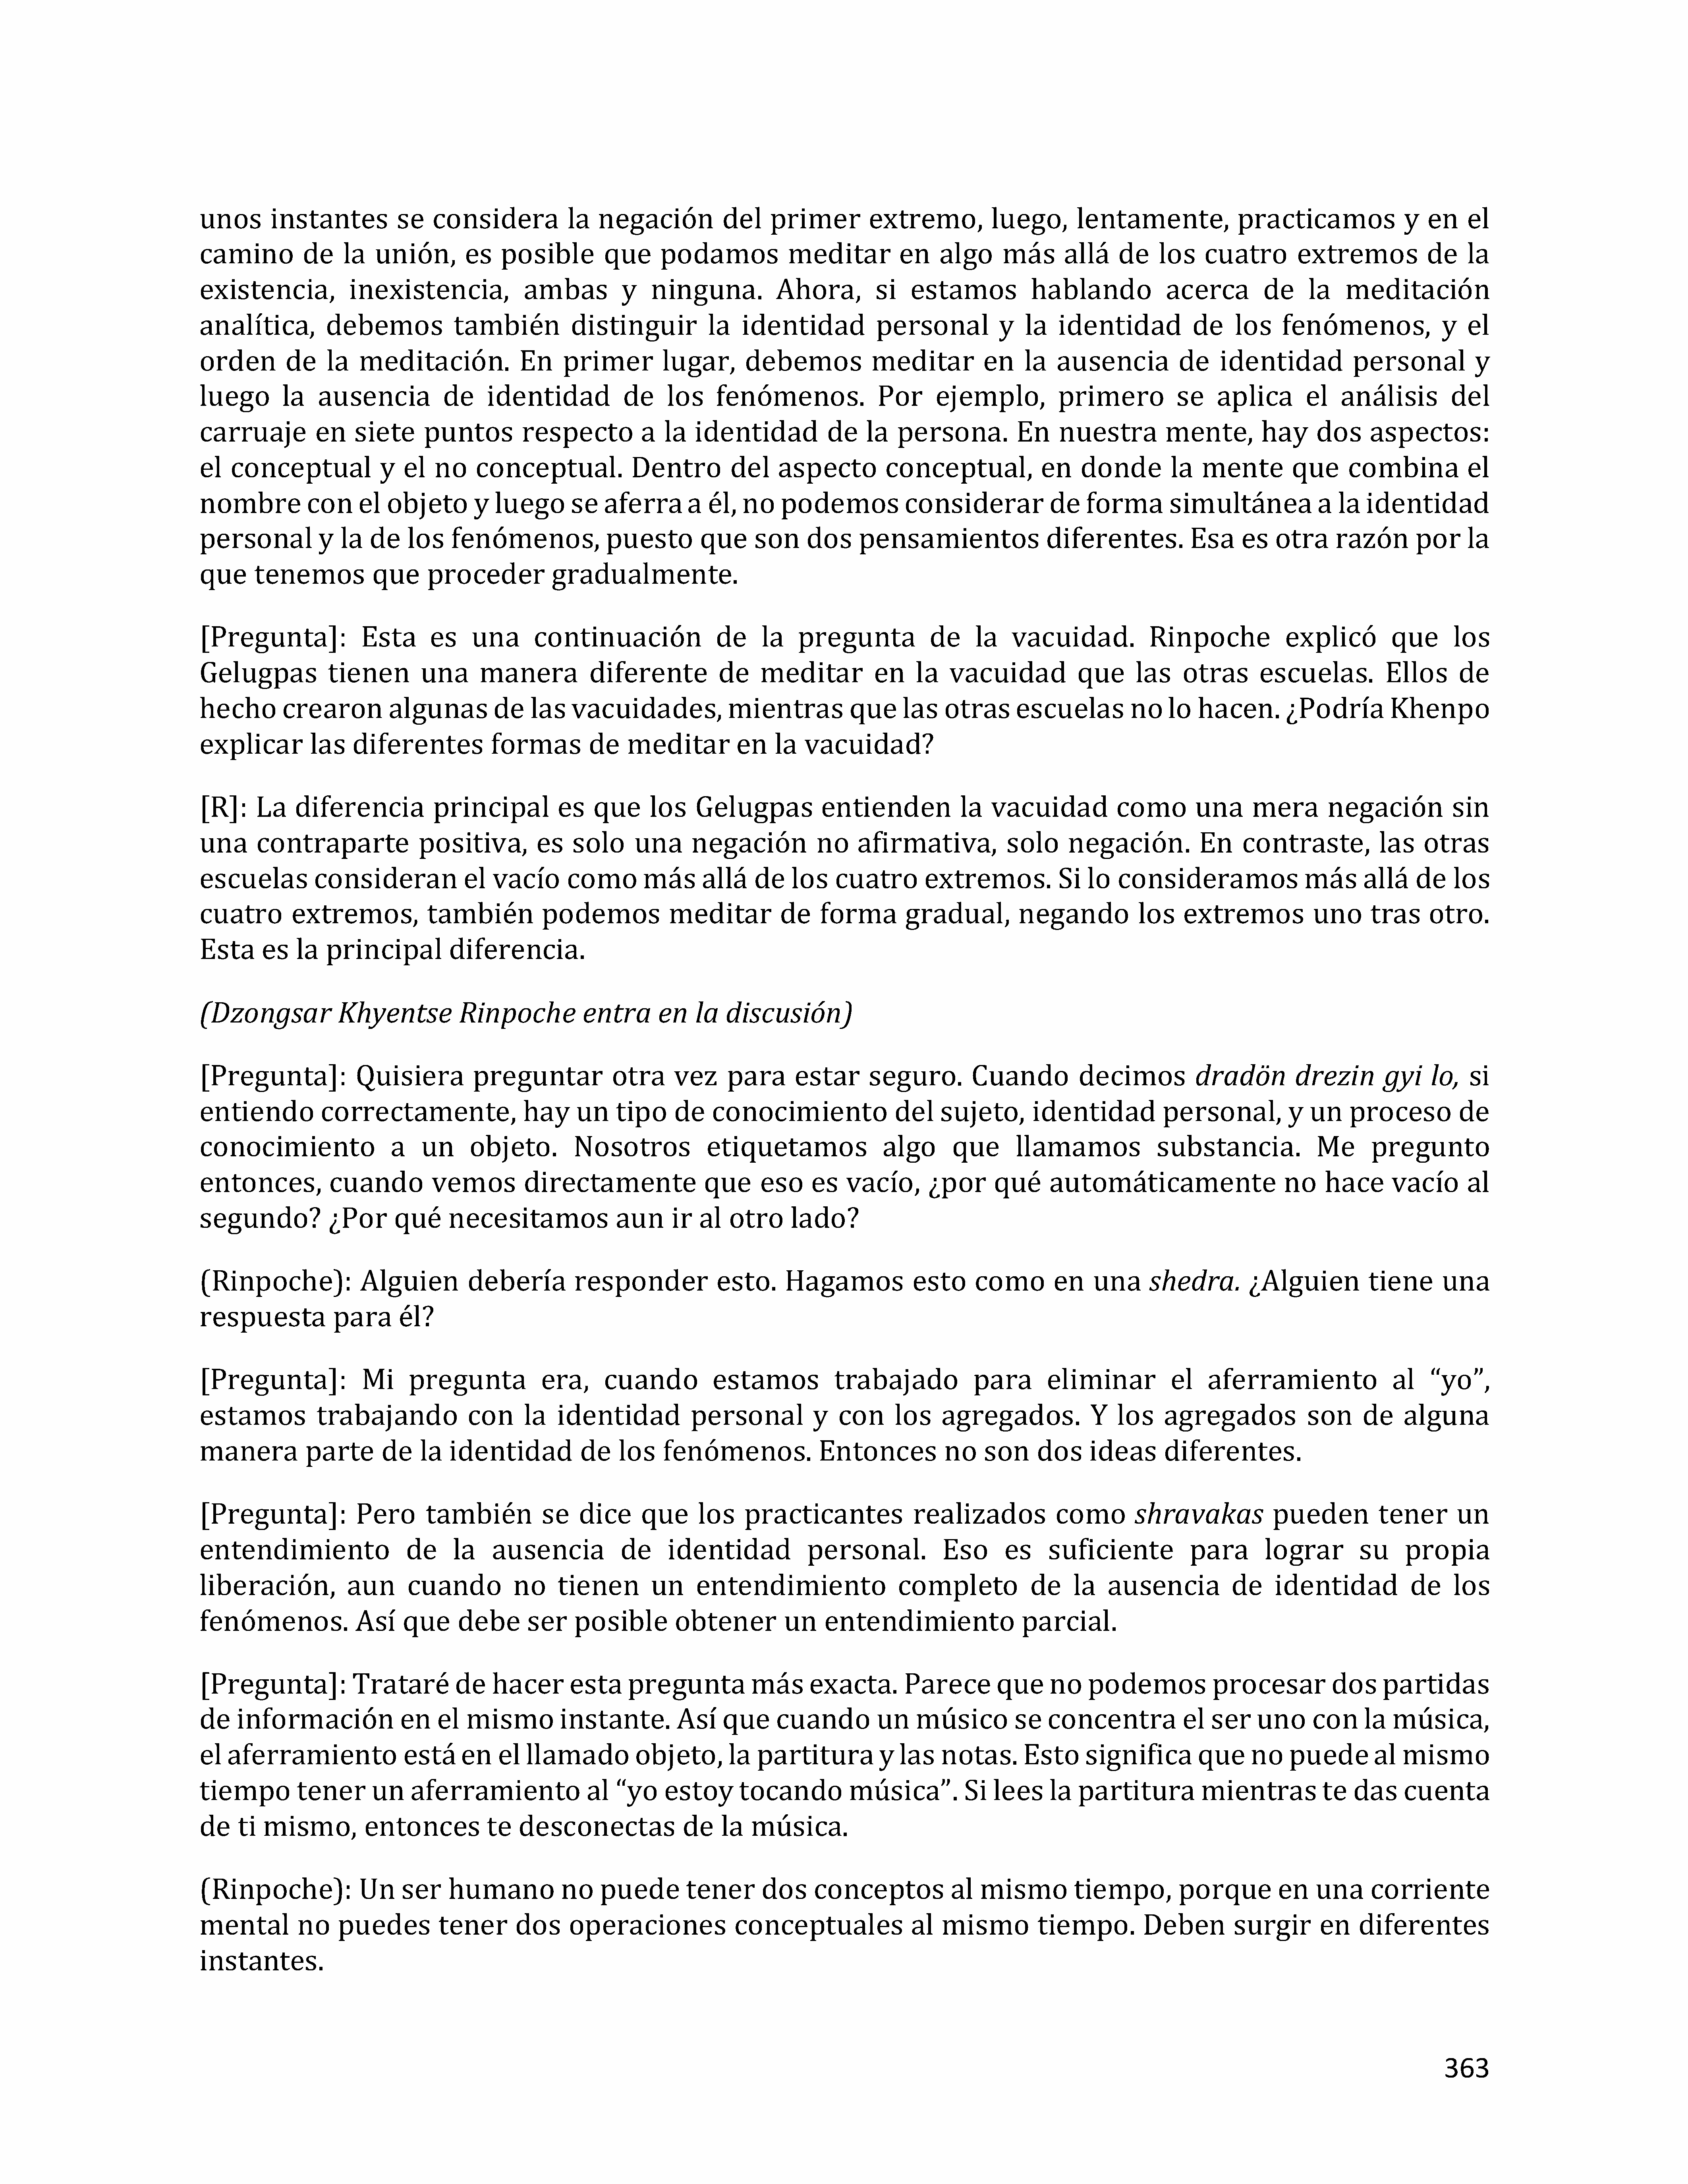 unos instantes se considera la negación del primer extremo, luego, lentamente, practicamos y en el
camino de la unión, es posible que podamos meditar en algo más allá de los cuatro extremos de la
existencia, inexistencia, ambas y ninguna. Ahora, si estamos hablando acerca de la meditación
analítica, debemos también distinguir la identidad personal y la identidad de los fenómenos, y el
orden de la meditación. En primer lugar, debemos meditar en la ausencia de identidad personal y
luego la ausencia de identidad de los fenómenos. Por ejemplo, primero se aplica el análisis del
carruaje en siete puntos respecto a la identidad de la persona. En nuestra mente, hay dos aspectos:
el conceptual y el no conceptual. Dentro del aspecto conceptual, en donde la mente que combina el
nombre con el objeto y luego se aferra a él, no podemos considerar de forma simultánea a la identidad
personal y la de los fenómenos, puesto que son dos pensamientos diferentes. Esa es otra razón por la
que tenemos que proceder gradualmente.
[Pregunta]: Esta es una continuación de la pregunta de la vacuidad. Rinpoche explicó que los
Gelugpas tienen una manera diferente de meditar en la vacuidad que las otras escuelas. Ellos de
hecho crearon algunas de las vacuidades, mientras que las otras escuelas no lo hacen. ¿Podría Khenpo
explicar las diferentes formas de meditar en la vacuidad?
[R]: La diferencia principal es que los Gelugpas entienden la vacuidad como una mera negación sin
una contraparte positiva, es solo una negación no afirmativa, solo negación. En contraste, las otras
escuelas consideran el vacío como más allá de los cuatro extremos. Si lo consideramos más allá de los
cuatro extremos, también podemos meditar de forma gradual, negando los extremos uno tras otro.
Esta es la principal diferencia.
(Dzongsar Khyentse Rinpoche entra en la discusión)
[Pregunta]: Quisiera preguntar otra vez para estar seguro. Cuando decimos dradön drezin gyi lo, si
entiendo correctamente, hay un tipo de conocimiento del sujeto, identidad personal, y un proceso de
conocimiento a un objeto. Nosotros etiquetamos algo que llamamos substancia. Me pregunto
entonces, cuando vemos directamente que eso es vacío, ¿por qué automáticamente no hace vacío al
segundo? ¿Por qué necesitamos aun ir al otro lado?
(Rinpoche): Alguien debería responder esto. Hagamos esto como en una shedra. ¿Alguien tiene una
respuesta para él?
[Pregunta]: Mi pregunta era, cuando estamos trabajado para eliminar el aferramiento al “yo”,
estamos trabajando con la identidad personal y con los agregados. Y los agregados son de alguna
manera parte de la identidad de los fenómenos. Entonces no son dos ideas diferentes.
[Pregunta]: Pero también se dice que los practicantes realizados como shravakas pueden tener un
entendimiento de la ausencia de identidad personal. Eso es suficiente para lograr su propia
liberación, aun cuando no tienen un entendimiento completo de la ausencia de identidad de los
fenómenos. Así que debe ser posible obtener un entendimiento parcial.
[Pregunta]: Trataré de hacer esta pregunta más exacta. Parece que no podemos procesar dos partidas
de información en el mismo instante. Así que cuando un músico se concentra el ser uno con la música,
el aferramiento está en el llamado objeto, la partitura y las notas. Esto significa que no puede al mismo
tiempo tener un aferramiento al “yo estoy tocando música”. Si lees la partitura mientras te das cuenta
de ti mismo, entonces te desconectas de la música.
(Rinpoche): Un ser humano no puede tener dos conceptos al mismo tiempo, porque en una corriente
mental no puedes tener dos operaciones conceptuales al mismo tiempo. Deben surgir en diferentes
instantes.
363